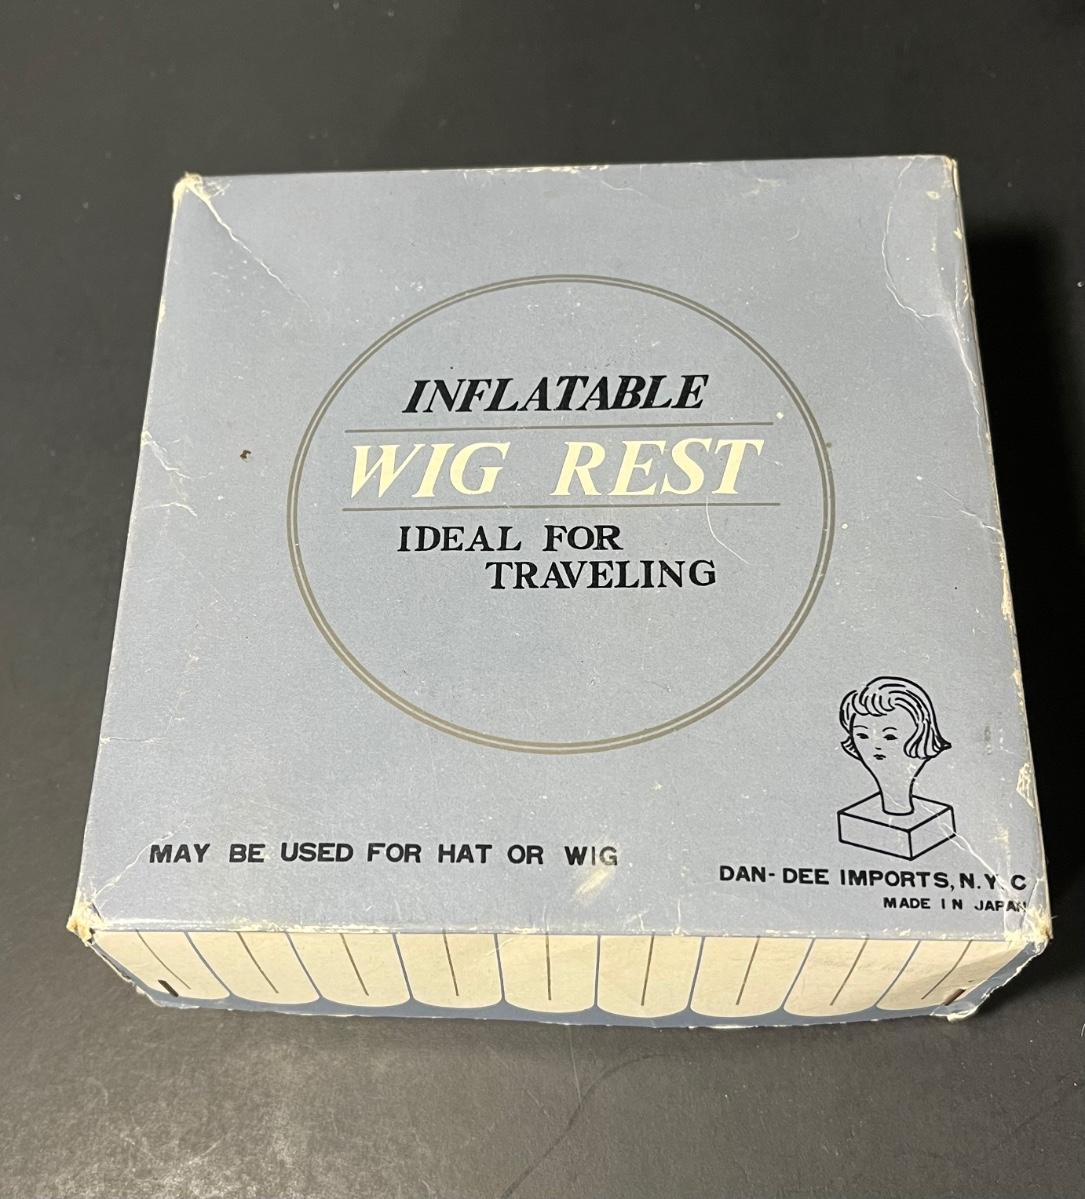 INFLATABLE
WIG REST
IDEAL FOR
TRAVELING
MAY BE USED FOR HAT OR WIG
DAN-DEE IMPORTS, N.Y.C
MADE IN JAPAN